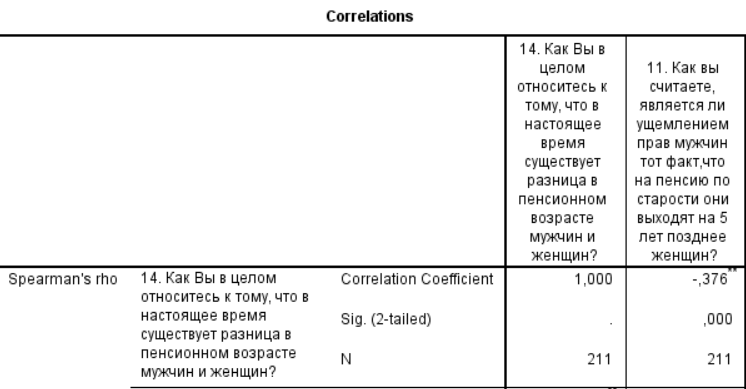 Correlations
14. Как Вы в
целом
относитесь к
тому, что в
настоящее
время
существует
разница в
пенсионном
возрасте
мужчин и
женщин?
11. Как вы
считаете,
является ли
ущемлением
прав мужчин
тот факт,что
на пенсию по
старости они
выходят на 5
лет позднее
женщин?
Spearman's rho
14. Как Вы в целом
относитесь к тому, что в
настоящее время
существует разница в
пенсионном возрасте
мужчин и женщин?
Correlation Coefficient 1,000 -,376**
Sig. (2-tailed) . ,000
N 211 211